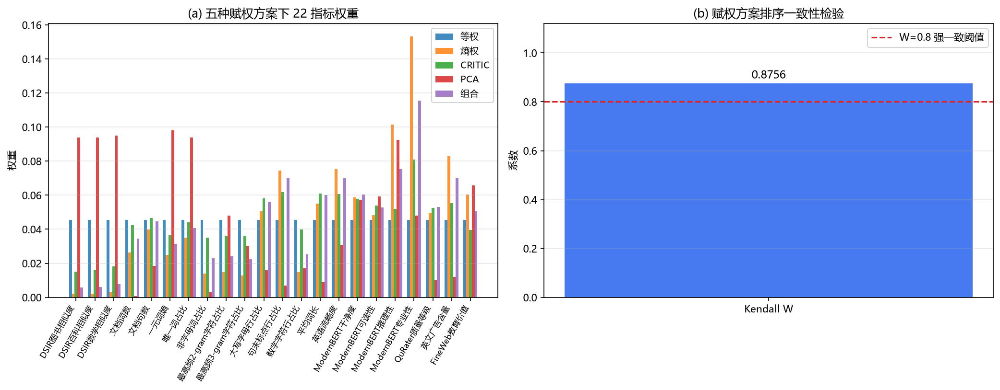 (a) 五种赋权方案下 22 指标权重
权重
0.16
0.14
0.12
0.10
0.08
0.06
0.04
0.02
0.00
等权
熵权
CRITIC
PCA
组合
DSIR图书相似度
DSIR百科相似度
DSIR数学相似度
文档词数
文档句数
一元词熵
唯一词占比
非字母词占比
最高频2-gram字符占比
最高频3-gram字符占比
大写字母行占比
句末标点行占比
数字字符行占比
平均词长
英语流畅度
ModernBERT干净度
ModernBERT可读性
ModernBERT推理性
ModernBERT专业性
QuRater质量等级
英文广告含量
FineWeb教育价值
(b) 赋权方案排序一致性检验
系数
1.0
0.8
0.6
0.4
0.2
0.0
W=0.8 强一致阈值
0.8756
Kendall W